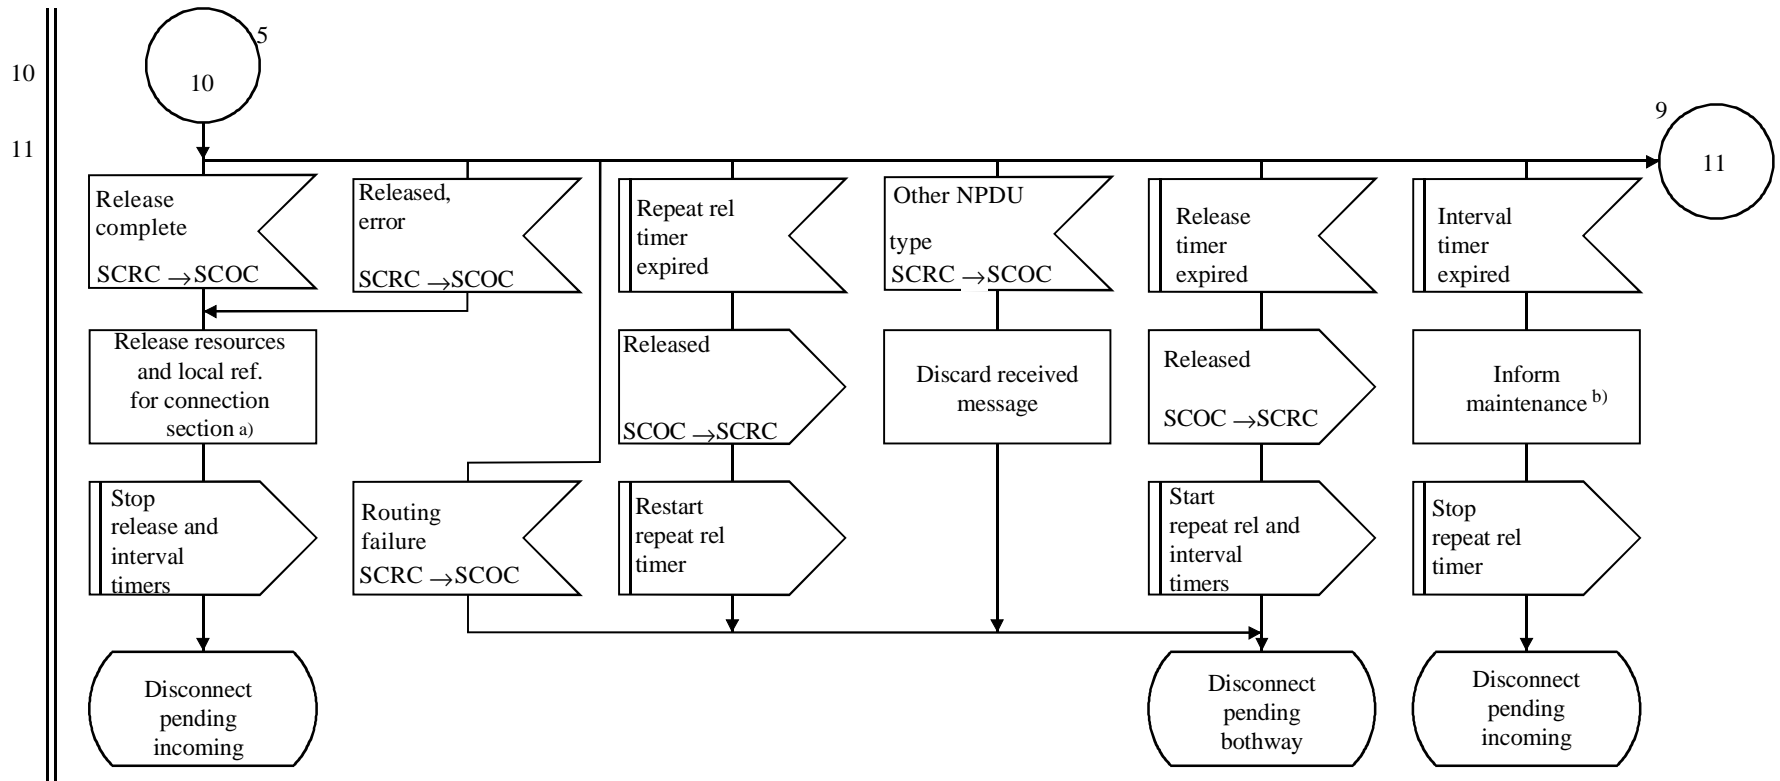 10
11
5
10
9
11
Release
complete
SCRC →SCOC
Released,
error
SCRC →SCOC
Repeat rel
timer
expired
Other NPDU
type
SCRC →SCOC
Release
timer
expired
Interval
timer
expired
Release resources
and local ref.
for connection
section a)
Released
SCOC →SCRC
Discard received
message
Released
SCOC →SCRC
Inform
maintenance b)
Stop
release and
interval
timers
Routing
failure
SCRC →SCOC
Restart
repeat rel
timer
Start
repeat rel and
interval
timers
Stop
repeat rel
timer
Disconnect
pending
incoming
Disconnect
pending
bothway
Disconnect
pending
incoming